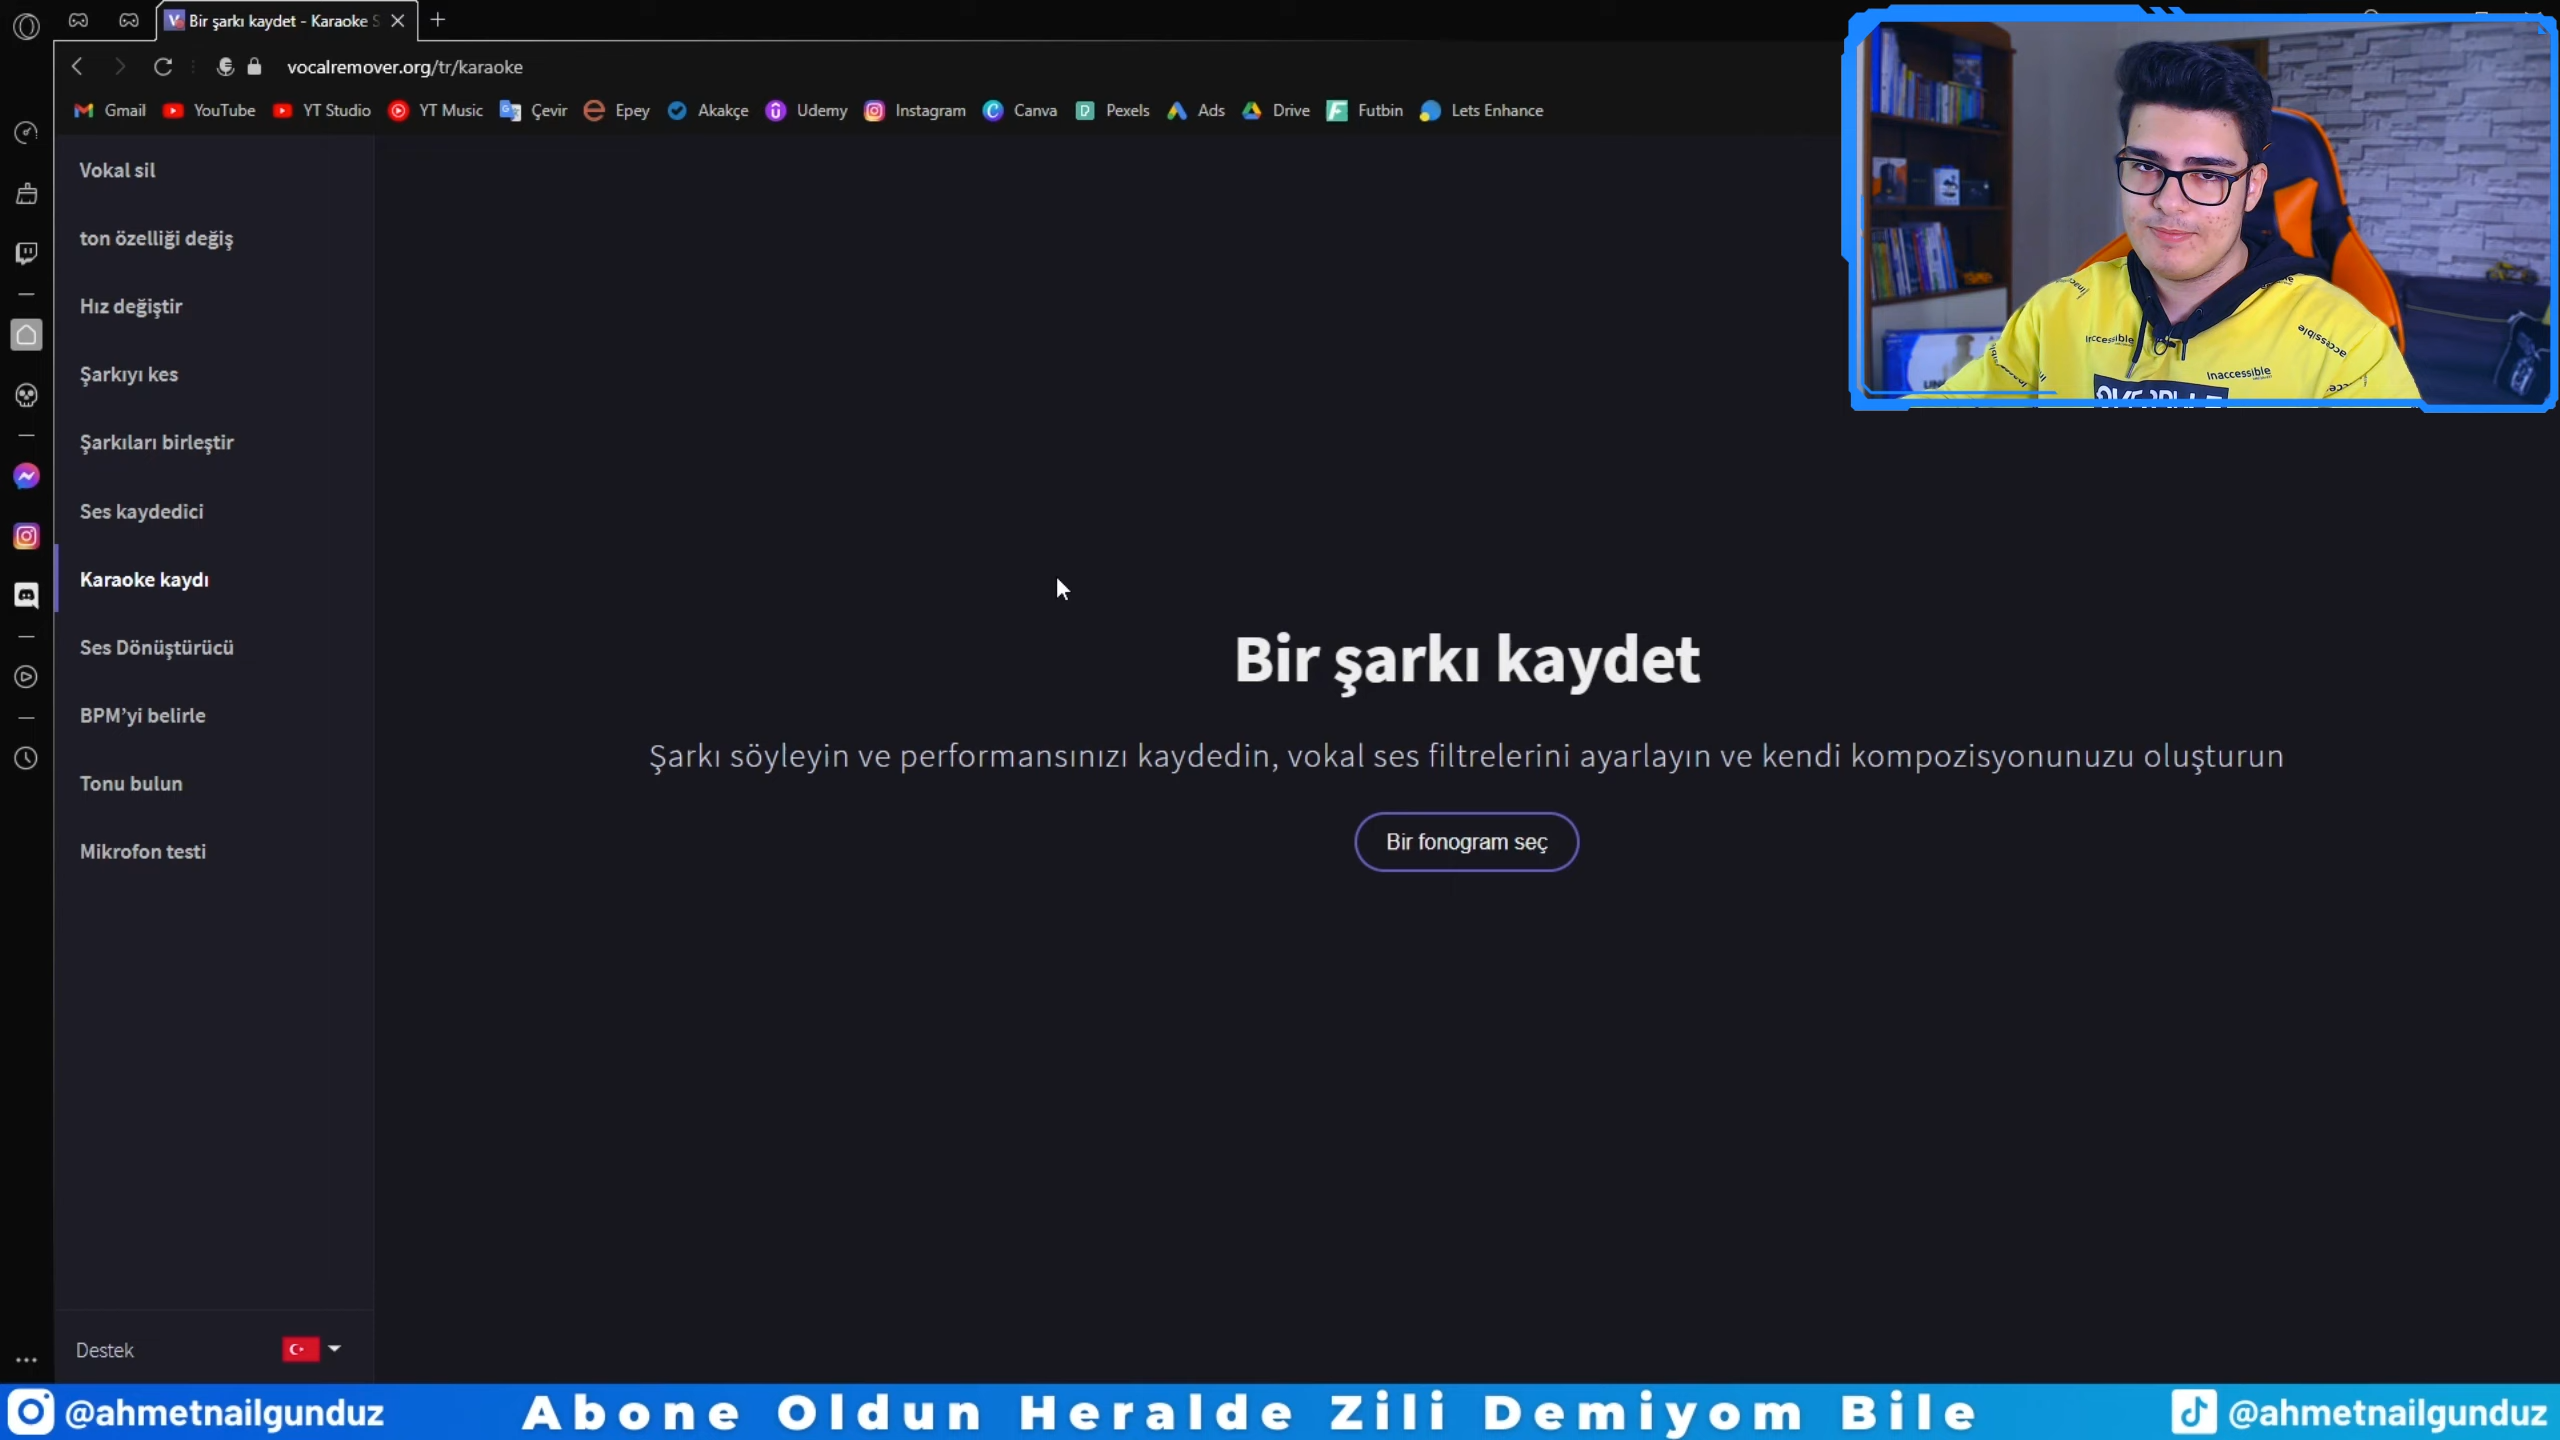 Bir şarkı kaydet - Karaoke S
vocalremover.org/tr/karaoke
Gmail YouTube YT Studio YT Music Çevir Epey Akakçe Udemy Instagram Canva Pexels Ads Drive Futbin Lets Enhance
Vokal sil
ton özelliği değiş
Hız değiştir
Şarkıyı kes
Şarkıları birleştir
Ses kaydedici
Karaoke kaydı
Ses Dönüştürücü
BPM’yi belirle
Tonu bulun
Mikrofon testi
Destek
Bir şarkı kaydet
Şarkı söyleyin ve performansınızı kaydedin, vokal ses filtrelerini ayarlayın ve kendi kompozisyonunuzu oluşturun
Bir fonogram seç
Inaccessible
@ahmetnailgunduz Abone Oldun Heralde Zili Demiyom Bile @ahmetnailgunduz